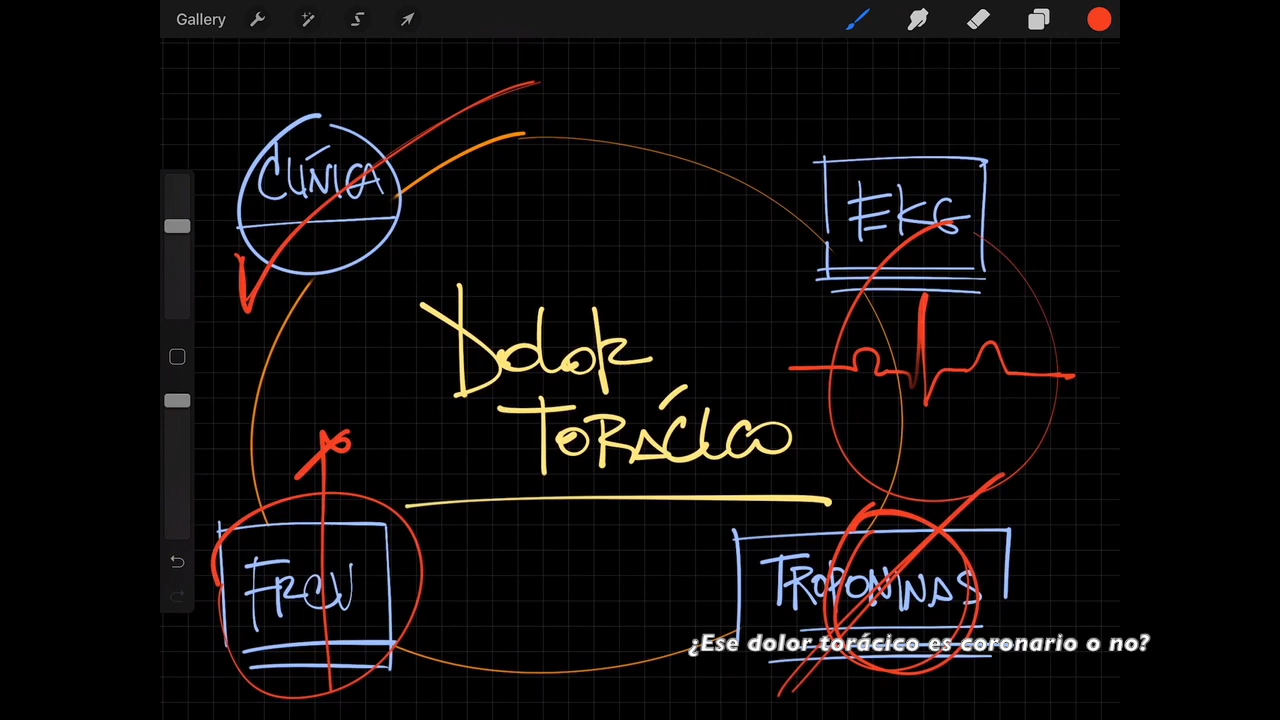 Gallery
CLÍNICA
EKG
Dolor
TORÁCICO
FRCV
TROPONINAS
¿Ese dolor torácico es coronario o no?